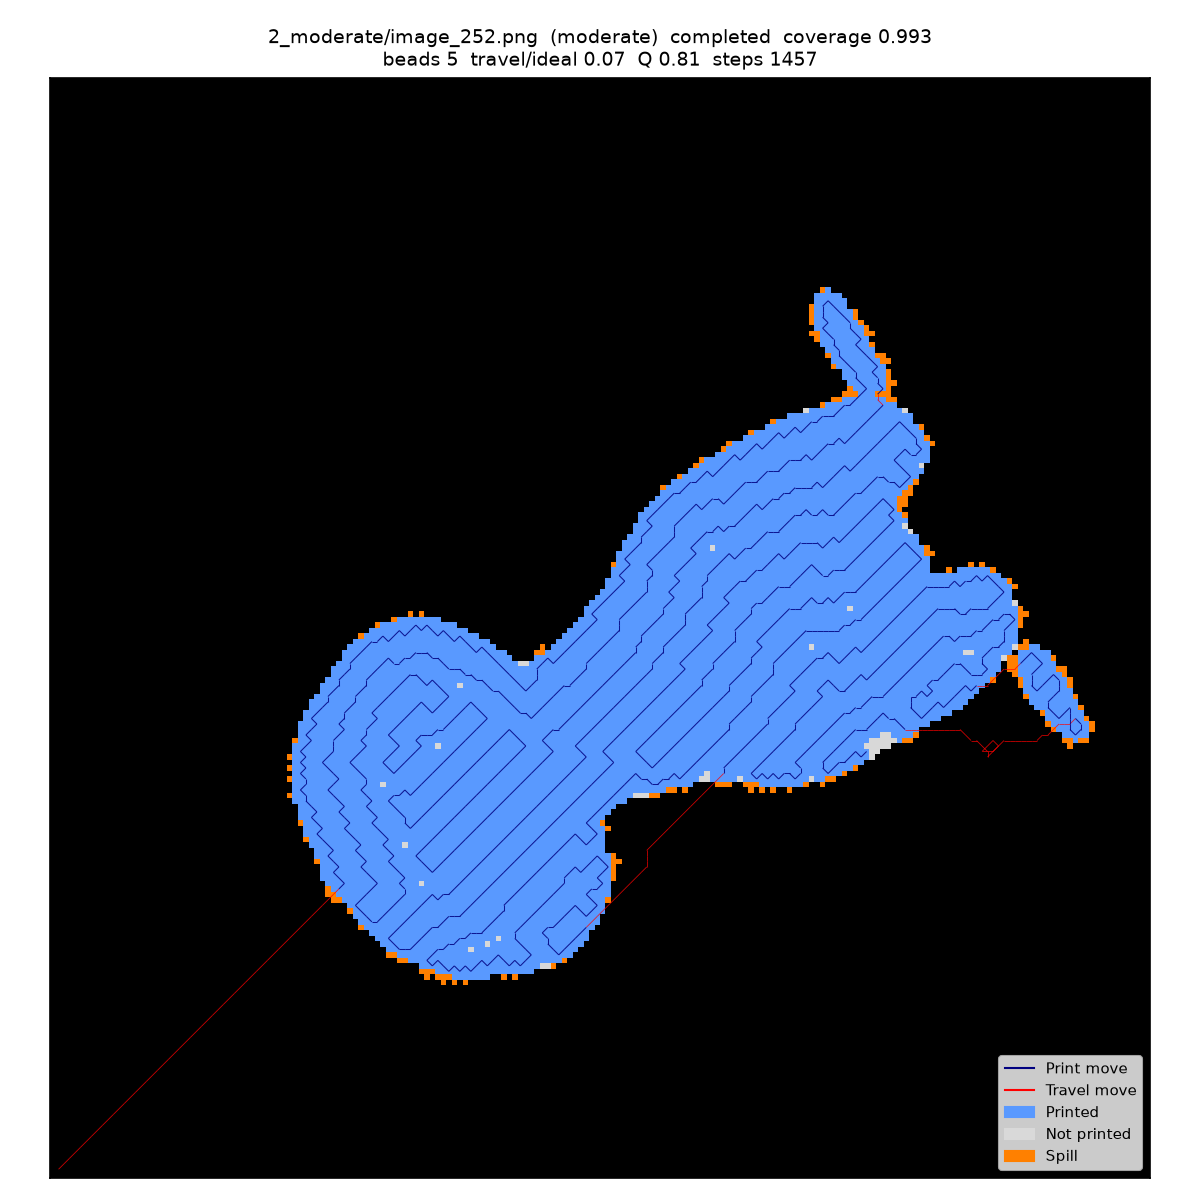 2_moderate/image_252.png  (moderate)  completed  coverage 0.993
beads 5  travel/ideal 0.07  Q 0.81  steps 1457
Print move
Travel move
Printed
Not printed
Spill